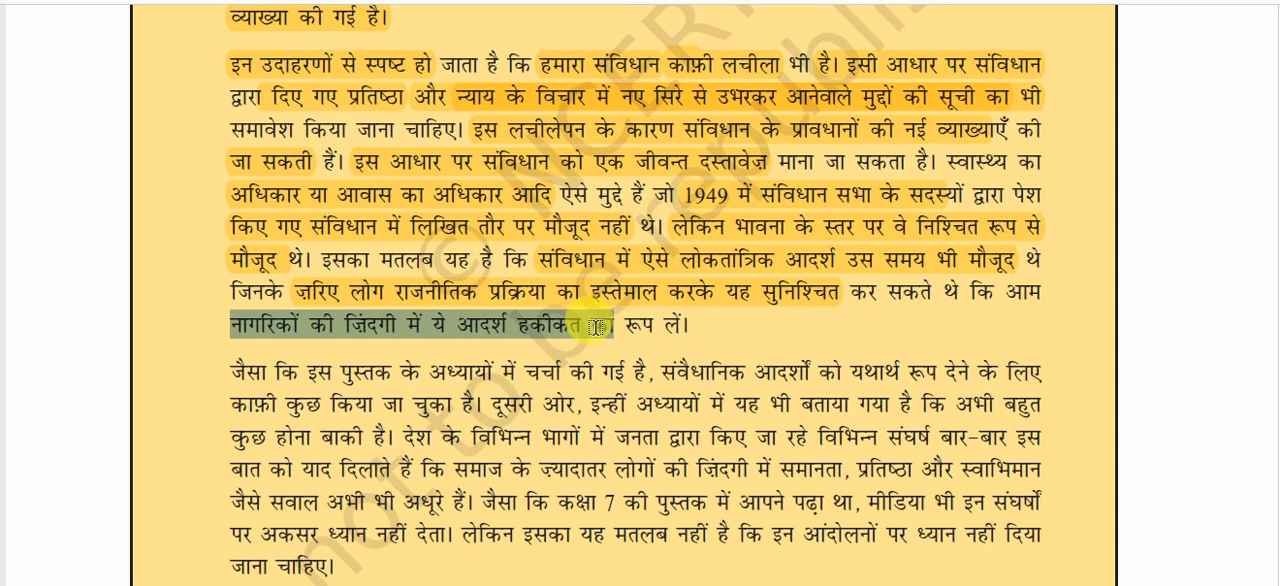 व्याख्या की गई है।
इन उदाहरणों से स्पष्ट हो जाता है कि हमारा संविधान काफ़ी लचीला भी है। इसी आधार पर संविधान
द्वारा दिए गए प्रतिष्ठा और न्याय के विचार में नए सिरे से उभरकर आनेवाले मुद्दों की सूची का भी
समावेश किया जाना चाहिए। इस लचीलेपन के कारण संविधान के प्रावधानों की नई व्याख्याएँ की
जा सकती हैं। इस आधार पर संविधान को एक जीवन्त दस्तावेज़ माना जा सकता है। स्वास्थ्य का
अधिकार या आवास का अधिकार आदि ऐसे मुद्दे हैं जो 1949 में संविधान सभा के सदस्यों द्वारा पेश
किए गए संविधान में लिखित तौर पर मौजूद नहीं थे। लेकिन भावना के स्तर पर वे निश्चित रूप से
मौजूद थे। इसका मतलब यह है कि संविधान में ऐसे लोकतांत्रिक आदर्श उस समय भी मौजूद थे
जिनके ज़रिए लोग राजनीतिक प्रक्रिया का इस्तेमाल करके यह सुनिश्चित कर सकते थे कि आम
नागरिकों की ज़िंदगी में ये आदर्श हकीकत का रूप लें।
जैसा कि इस पुस्तक के अध्यायों में चर्चा की गई है, संवैधानिक आदर्शों को यथार्थ रूप देने के लिए
काफ़ी कुछ किया जा चुका है। दूसरी ओर, इन्हीं अध्यायों में यह भी बताया गया है कि अभी बहुत
कुछ होना बाकी है। देश के विभिन्न भागों में जनता द्वारा किए जा रहे विभिन्न संघर्ष बार-बार इस
बात को याद दिलाते हैं कि समाज के ज़्यादातर लोगों की ज़िंदगी में समानता, प्रतिष्ठा और स्वाभिमान
जैसे सवाल अभी भी अधूरे हैं। जैसा कि कक्षा 7 की पुस्तक में आपने पढ़ा था, मीडिया भी इन संघर्षों
पर अकसर ध्यान नहीं देता। लेकिन इसका यह मतलब नहीं है कि इन आंदोलनों पर ध्यान नहीं दिया
जाना चाहिए।
© NCERT
not to be republi